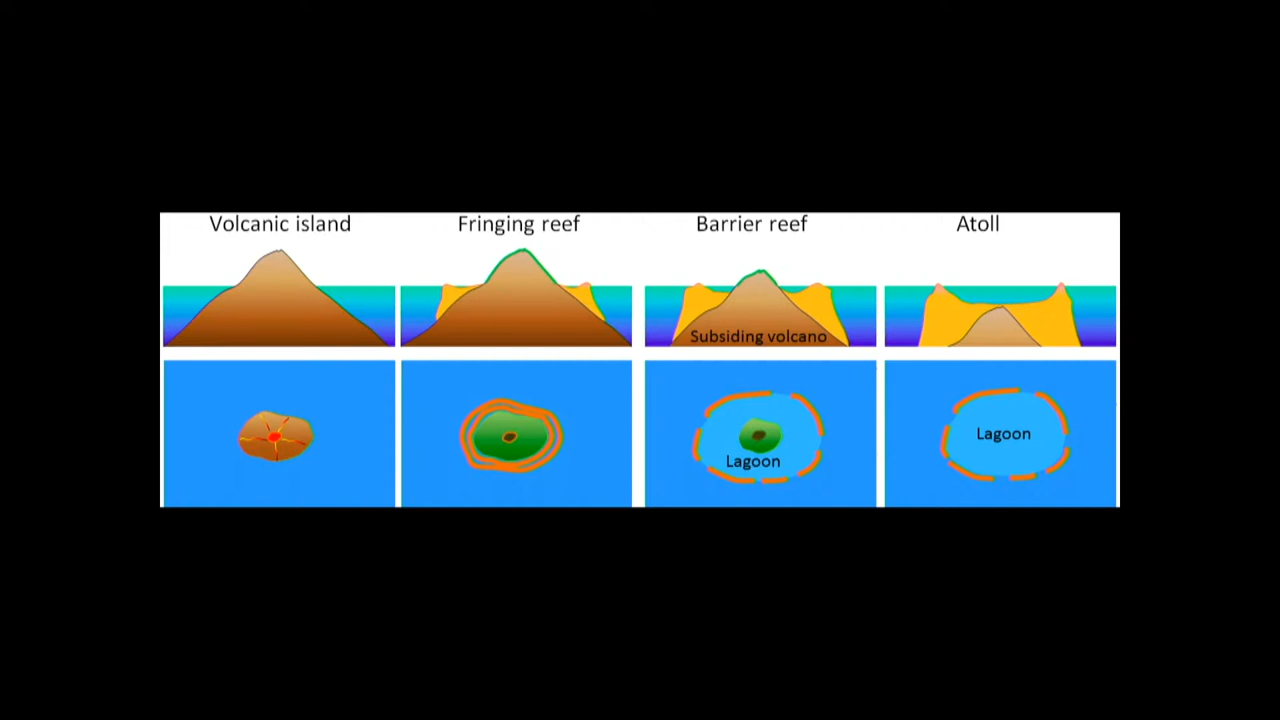 Volcanic island
Fringing reef
Barrier reef
Atoll
Subsiding volcano
Lagoon
Lagoon